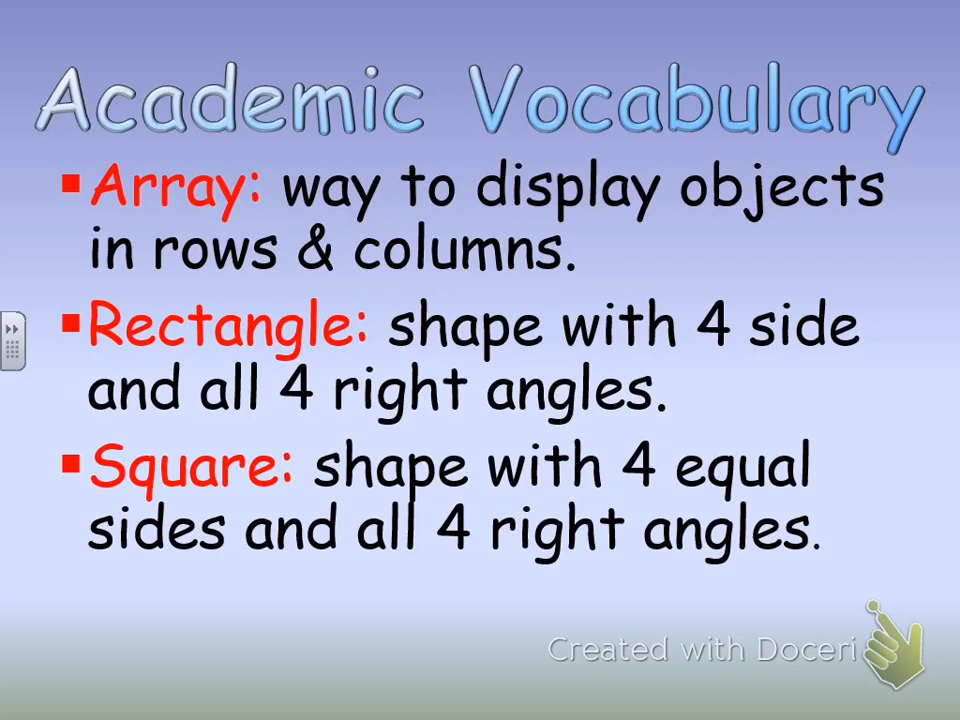 Academic Vocabulary
▪Array: way to display objects
in rows & columns.
▪Rectangle: shape with 4 side
and all 4 right angles.
▪Square: shape with 4 equal
sides and all 4 right angles.
Created with Doceri